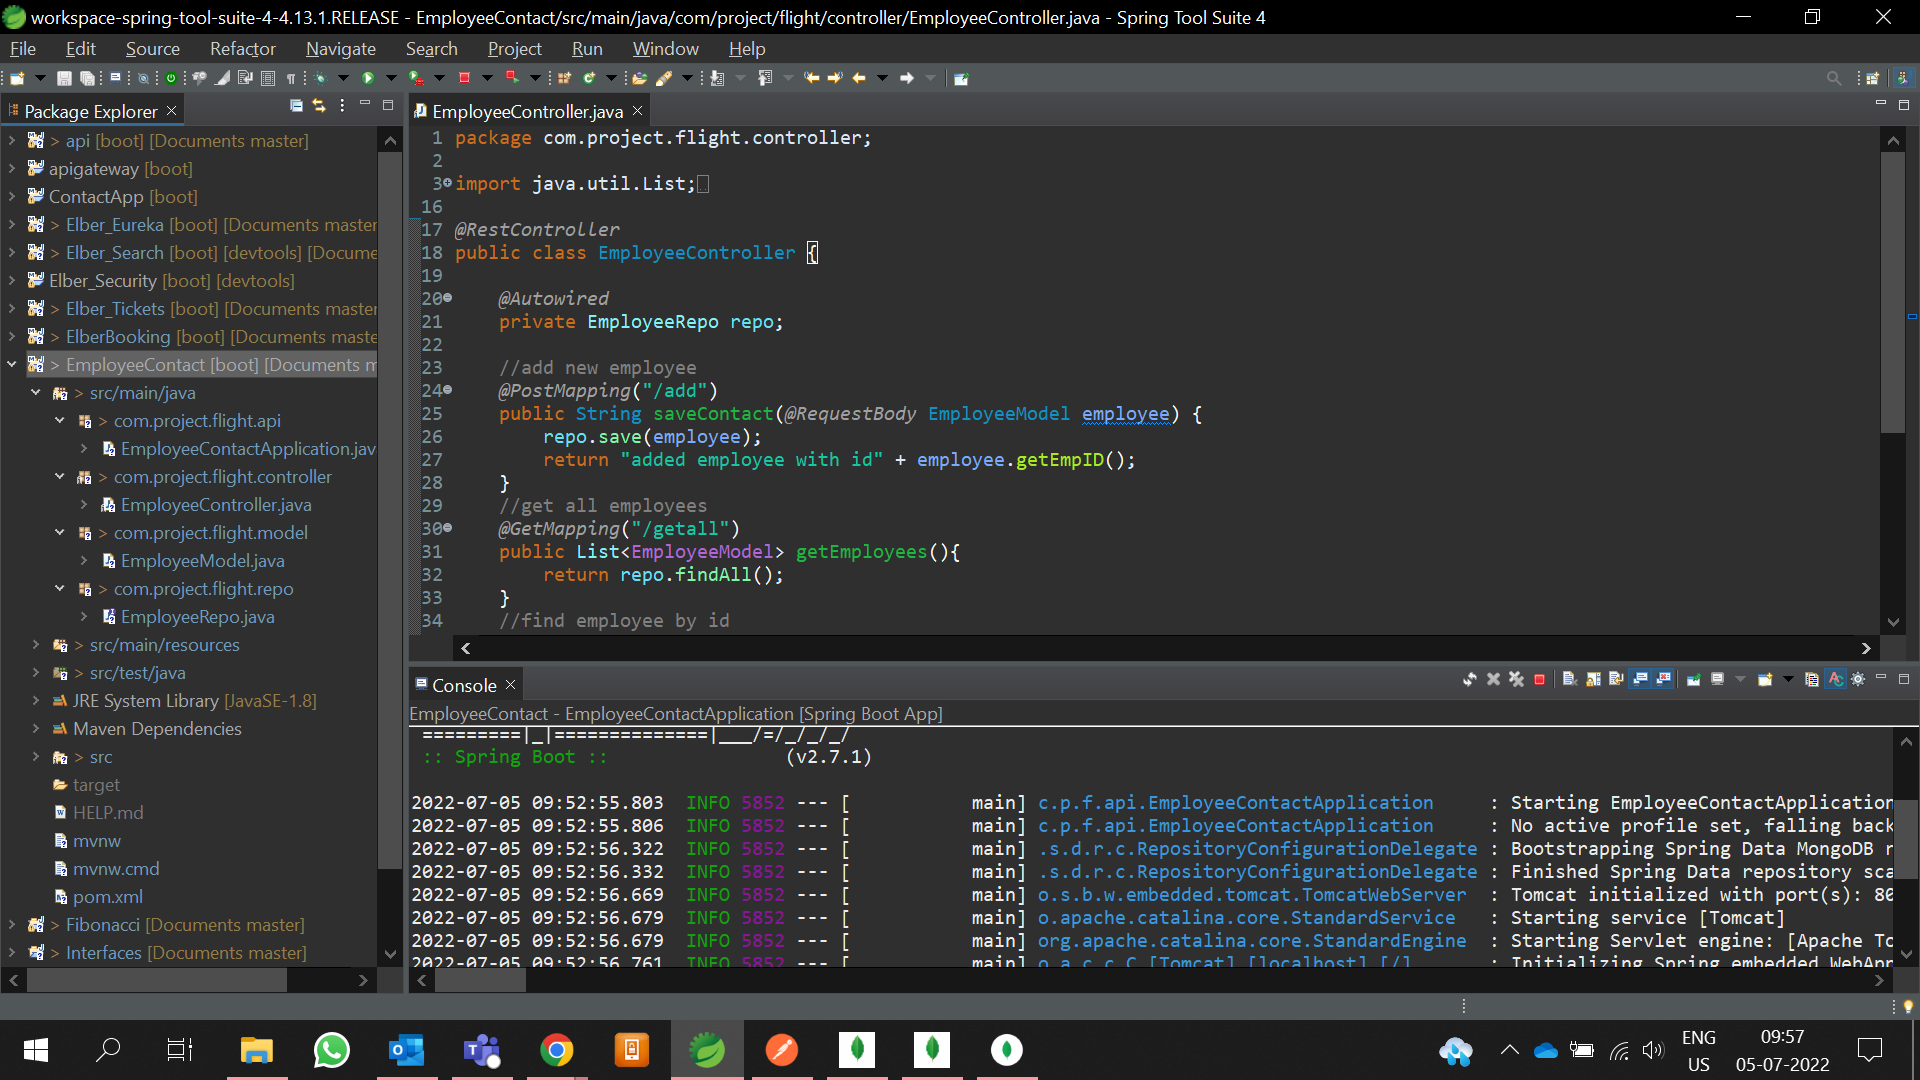 workspace-spring-tool-suite-4-4.13.1.RELEASE - EmployeeContact/src/main/java/com/project/flight/controller/EmployeeController.java - Spring Tool Suite 4
File Edit Source Refactor Navigate Search Project Run Window Help
Package Explorer
> api [boot] [Documents master]
apigateway [boot]
ContactApp [boot]
> Elber_Eureka [boot] [Documents master
> Elber_Search [boot] [devtools] [Docume
Elber_Security [boot] [devtools]
> Elber_Tickets [boot] [Documents master
> ElberBooking [boot] [Documents maste
> EmployeeContact [boot] [Documents m
> src/main/java
> com.project.flight.api
EmployeeContactApplication.jav
> com.project.flight.controller
EmployeeController.java
> com.project.flight.model
EmployeeModel.java
> com.project.flight.repo
EmployeeRepo.java
> src/main/resources
> src/test/java
JRE System Library [JavaSE-1.8]
Maven Dependencies
> src
target
HELP.md
mvnw
mvnw.cmd
pom.xml
> Fibonacci [Documents master]
> Interfaces [Documents master]
EmployeeController.java
1 package com.project.flight.controller;
2
3 import java.util.List;
16
17 @RestController
18 public class EmployeeController {
19
20 @Autowired
21 private EmployeeRepo repo;
22
23 //add new employee
24 @PostMapping("/add")
25 public String saveContact(@RequestBody EmployeeModel employee) {
26 repo.save(employee);
27 return "added employee with id" + employee.getEmpID();
28 }
29 //get all employees
30 @GetMapping("/getall")
31 public List<EmployeeModel> getEmployees(){
32 return repo.findAll();
33 }
34 //find employee by id
Console
EmployeeContact - EmployeeContactApplication [Spring Boot App]
=========|_|==============|___/=/_/_/_/
:: Spring Boot :: (v2.7.1)
2022-07-05 09:52:55.803 INFO 5852 --- [ main] c.p.f.api.EmployeeContactApplication : Starting EmployeeContactApplication
2022-07-05 09:52:55.806 INFO 5852 --- [ main] c.p.f.api.EmployeeContactApplication : No active profile set, falling back
2022-07-05 09:52:56.322 INFO 5852 --- [ main] .s.d.r.c.RepositoryConfigurationDelegate : Bootstrapping Spring Data MongoDB r
2022-07-05 09:52:56.332 INFO 5852 --- [ main] .s.d.r.c.RepositoryConfigurationDelegate : Finished Spring Data repository sca
2022-07-05 09:52:56.669 INFO 5852 --- [ main] o.s.b.w.embedded.tomcat.TomcatWebServer : Tomcat initialized with port(s): 80
2022-07-05 09:52:56.679 INFO 5852 --- [ main] o.apache.catalina.core.StandardService : Starting service [Tomcat]
2022-07-05 09:52:56.679 INFO 5852 --- [ main] org.apache.catalina.core.StandardEngine : Starting Servlet engine: [Apache To
2022-07-05 09:52:56.761 INFO 5852 --- [ main] o.a.c.c.C.[Tomcat].[localhost].[/] : Initializing Spring embedded WebApp
ENG
US
09:57
05-07-2022